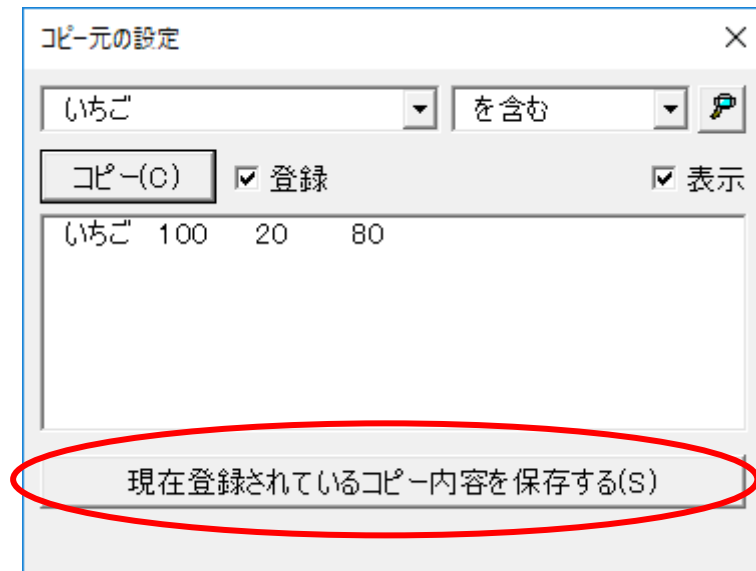 コピー元の設定
いちご を含む
コピー(C) 登録 表示
いちご 100 20 80
現在登録されているコピー内容を保存する(S)